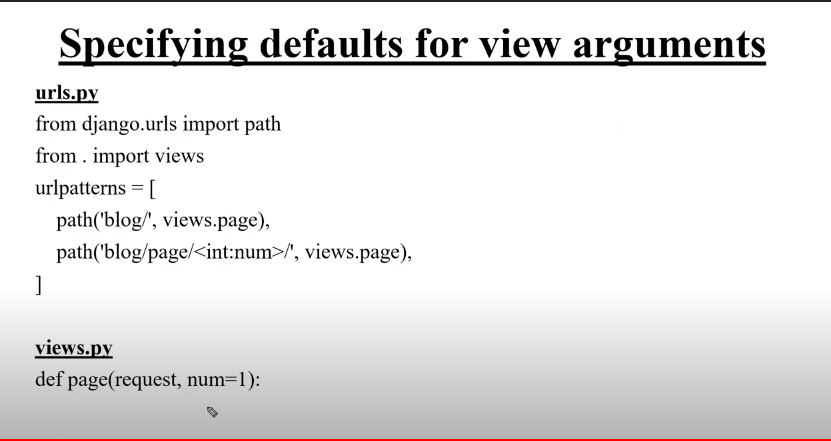 Specifying defaults for view arguments
urls.py
from django.urls import path
from . import views
urlpatterns = [
path('blog/', views.page),
path('blog/page/<int:num>/', views.page),
]
views.py
def page(request, num=1):